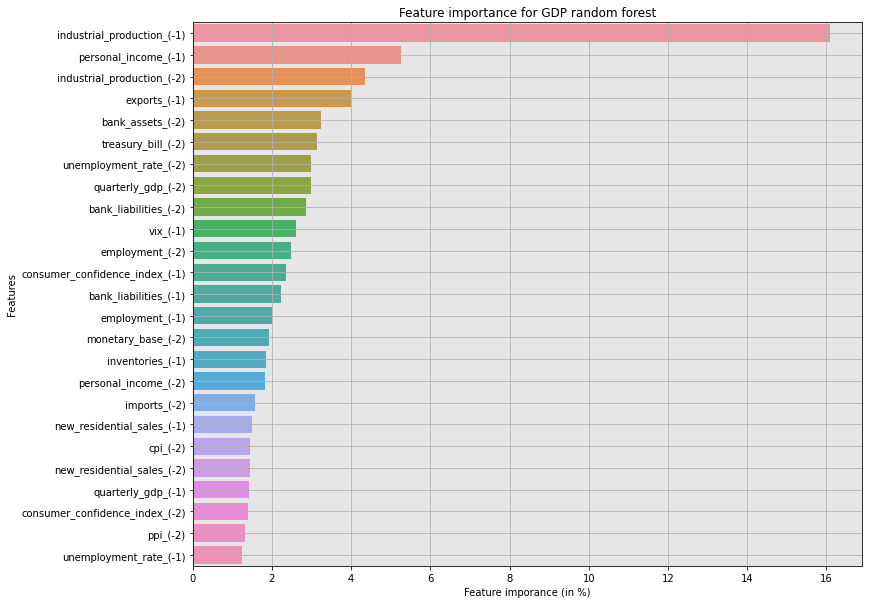 Feature importance for GDP random forest
Features
industrial_production_(-1)
personal_income_(-1)
industrial_production_(-2)
exports_(-1)
bank_assets_(-2)
treasury_bill_(-2)
unemployment_rate_(-2)
quarterly_gdp_(-2)
bank_liabilities_(-2)
vix_(-1)
employment_(-2)
consumer_confidence_index_(-1)
bank_liabilities_(-1)
employment_(-1)
monetary_base_(-2)
inventories_(-1)
personal_income_(-2)
imports_(-2)
new_residential_sales_(-1)
cpi_(-2)
new_residential_sales_(-2)
quarterly_gdp_(-1)
consumer_confidence_index_(-2)
ppi_(-2)
unemployment_rate_(-1)
0 2 4 6 8 10 12 14 16
Feature imporance (in %)